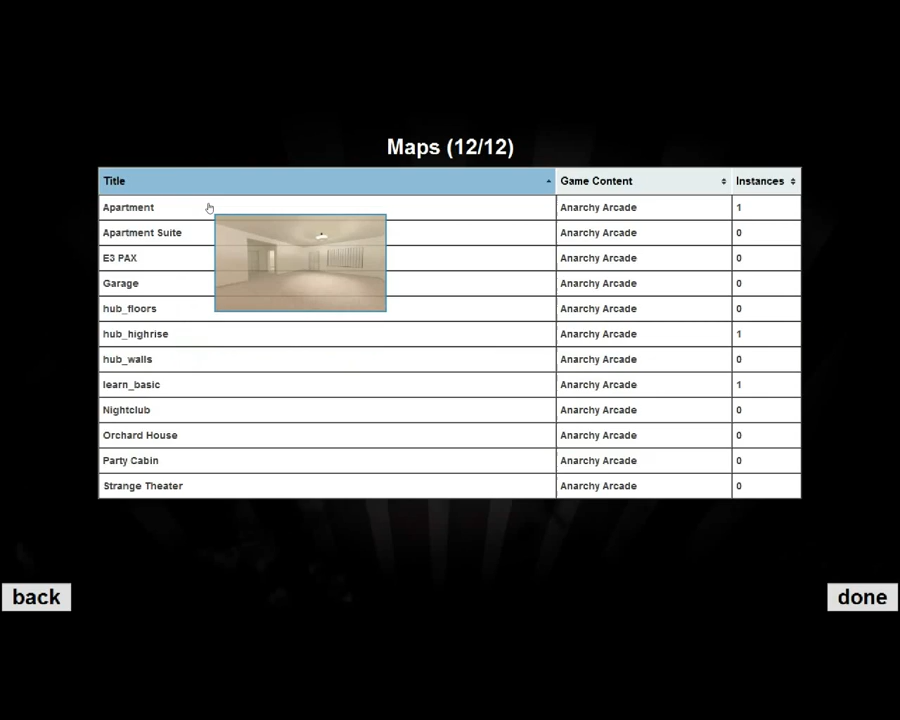 Maps (12/12)
Title Game Content Instances
Apartment Anarchy Arcade 1
Apartment Suite Anarchy Arcade 0
E3 PAX Anarchy Arcade 0
Garage Anarchy Arcade 0
hub_floors Anarchy Arcade 0
hub_highrise Anarchy Arcade 1
hub_walls Anarchy Arcade 0
learn_basic Anarchy Arcade 1
Nightclub Anarchy Arcade 0
Orchard House Anarchy Arcade 0
Party Cabin Anarchy Arcade 0
Strange Theater Anarchy Arcade 0
back done